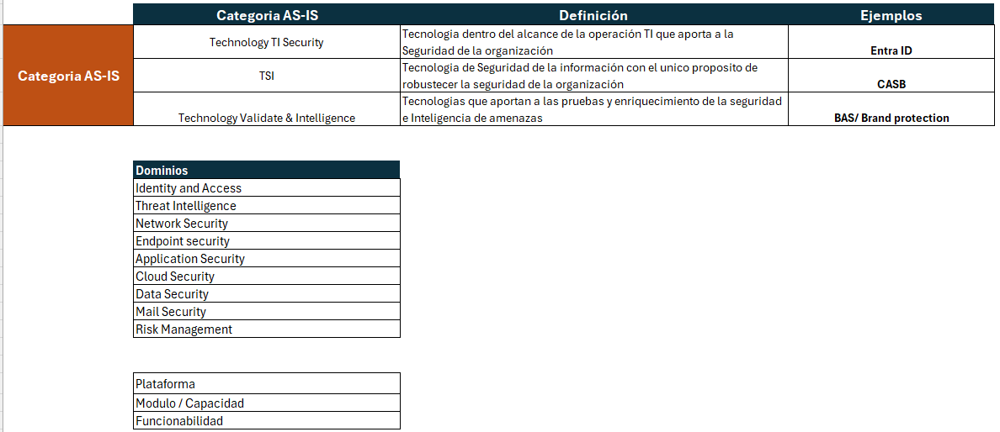 Categoria AS-IS Definición Ejemplos
Categoria AS-IS
Technology TI Security
Tecnologia dentro del alcance de la operación TI que aporta a la
Seguridad de la organización
Entra ID
TSI
Tecnologia de Seguridad de la información con el unico proposito de
robustecer la seguridad de la organización
CASB
Technology Validate & Intelligence
Tecnologias que aportan a las pruebas y enriquecimiento de la seguridad
e Inteligencia de amenazas
BAS/ Brand protection
Dominios
Identity and Access
Threat Intelligence
Network Security
Endpoint security
Application Security
Cloud Security
Data Security
Mail Security
Risk Management
Plataforma
Modulo / Capacidad
Funcionabilidad